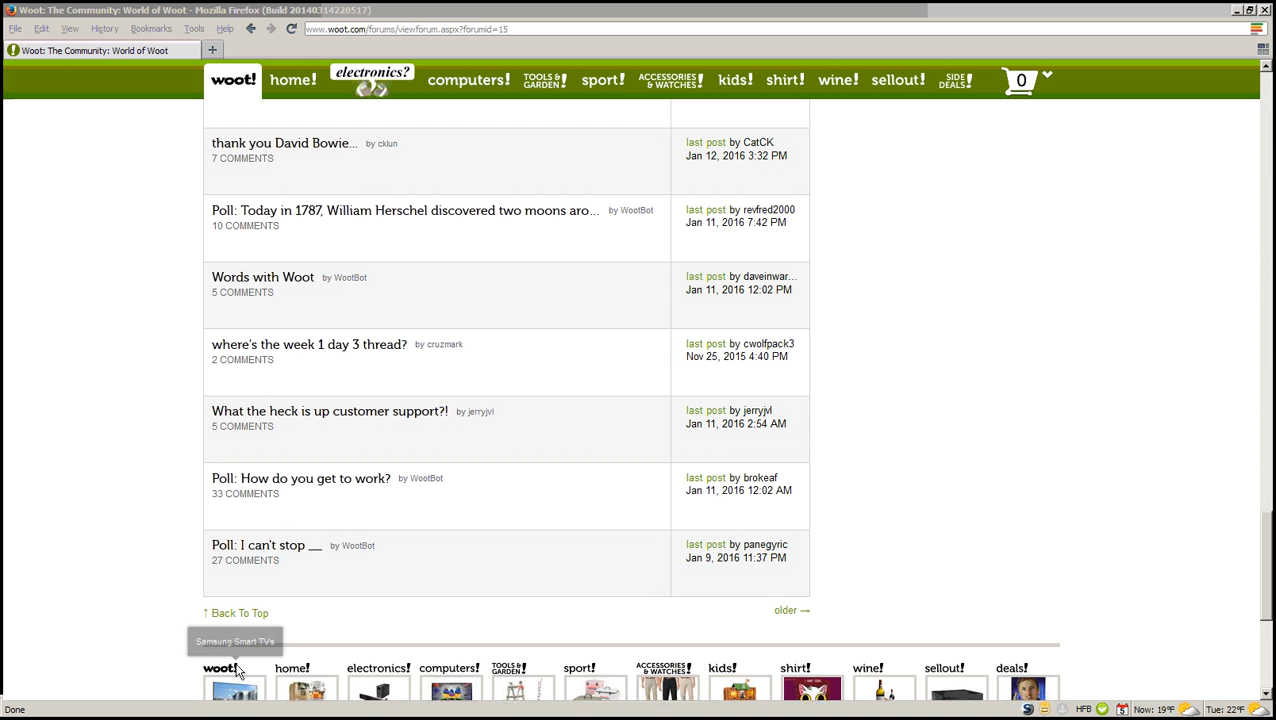 Woot: The Community: World of Woot - Mozilla Firefox (Build 20140314220517)
File Edit View History Bookmarks Tools Help www.woot.com/forums/viewforum.aspx?forumid=15
Woot: The Community: World of Woot
woot! home! electronics? computers! TOOLS & GARDEN! sport! ACCESSORIES & WATCHES! kids! shirt! wine! sellout! SIDE DEALS! 0
thank you David Bowie... by cklun
7 COMMENTS
last post by CatCK
Jan 12, 2016 3:32 PM
Poll: Today in 1787, William Herschel discovered two moons aro... by WootBot
10 COMMENTS
last post by revfred2000
Jan 11, 2016 7:42 PM
Words with Woot by WootBot
5 COMMENTS
last post by daveinwar...
Jan 11, 2016 12:02 PM
where's the week 1 day 3 thread? by cruzmark
2 COMMENTS
last post by cwolfpack3
Nov 25, 2015 4:40 PM
What the heck is up customer support?! by jerryjvl
5 COMMENTS
last post by jerryjvl
Jan 11, 2016 2:54 AM
Poll: How do you get to work? by WootBot
33 COMMENTS
last post by brokeaf
Jan 11, 2016 12:02 AM
Poll: I can't stop __ by WootBot
27 COMMENTS
last post by panegyric
Jan 9, 2016 11:37 PM
↑ Back To Top
older →
Samsung Smart TVs
woot! home! electronics! computers! TOOLS & GARDEN! sport! ACCESSORIES & WATCHES! kids! shirt! wine! sellout! deals!
Done HFB 5 Now: 19°F Tue: 22°F